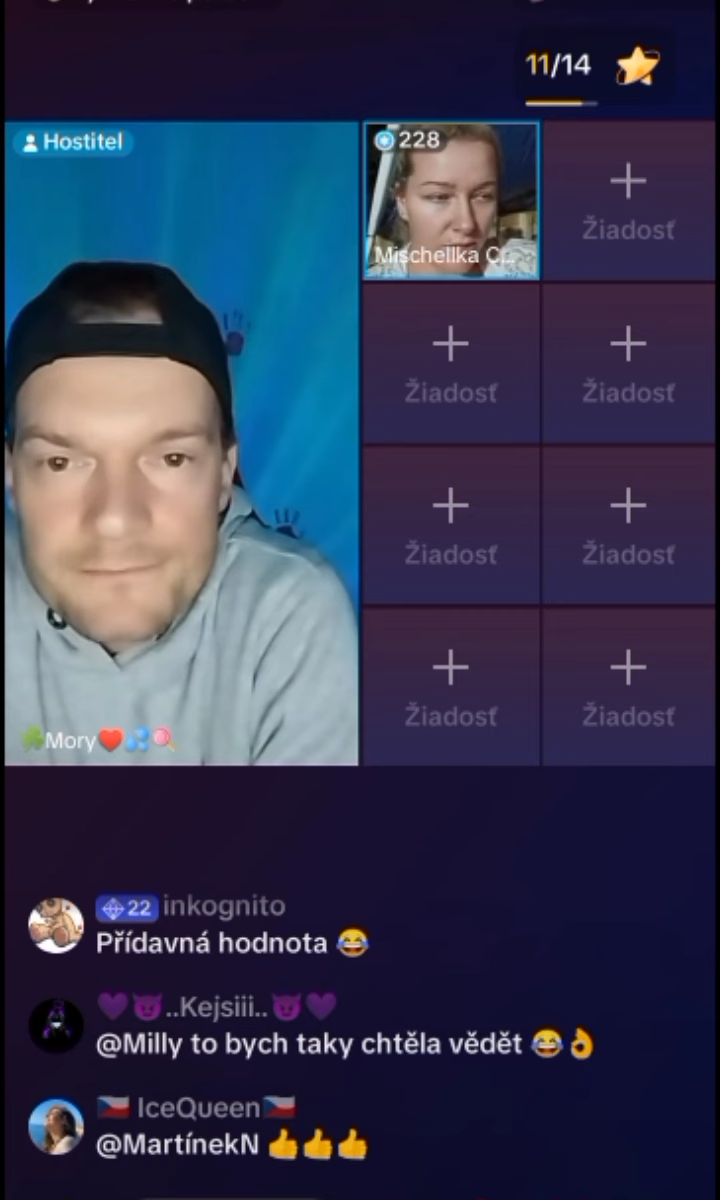 11/14
Hostitel
228
Mischellka C
Žiadosť
Žiadosť
Žiadosť
Žiadosť
Žiadosť
Žiadosť
Žiadosť
🍀Mory❤️💦🍭
22 inkognito
Přídavná hodnota 😂
💜😈..Kejsiii..😈💜
@Milly to bych taky chtěla vědět 😂👌
🇨🇿 IceQueen🇨🇿
@MartínekN 👍👍👍